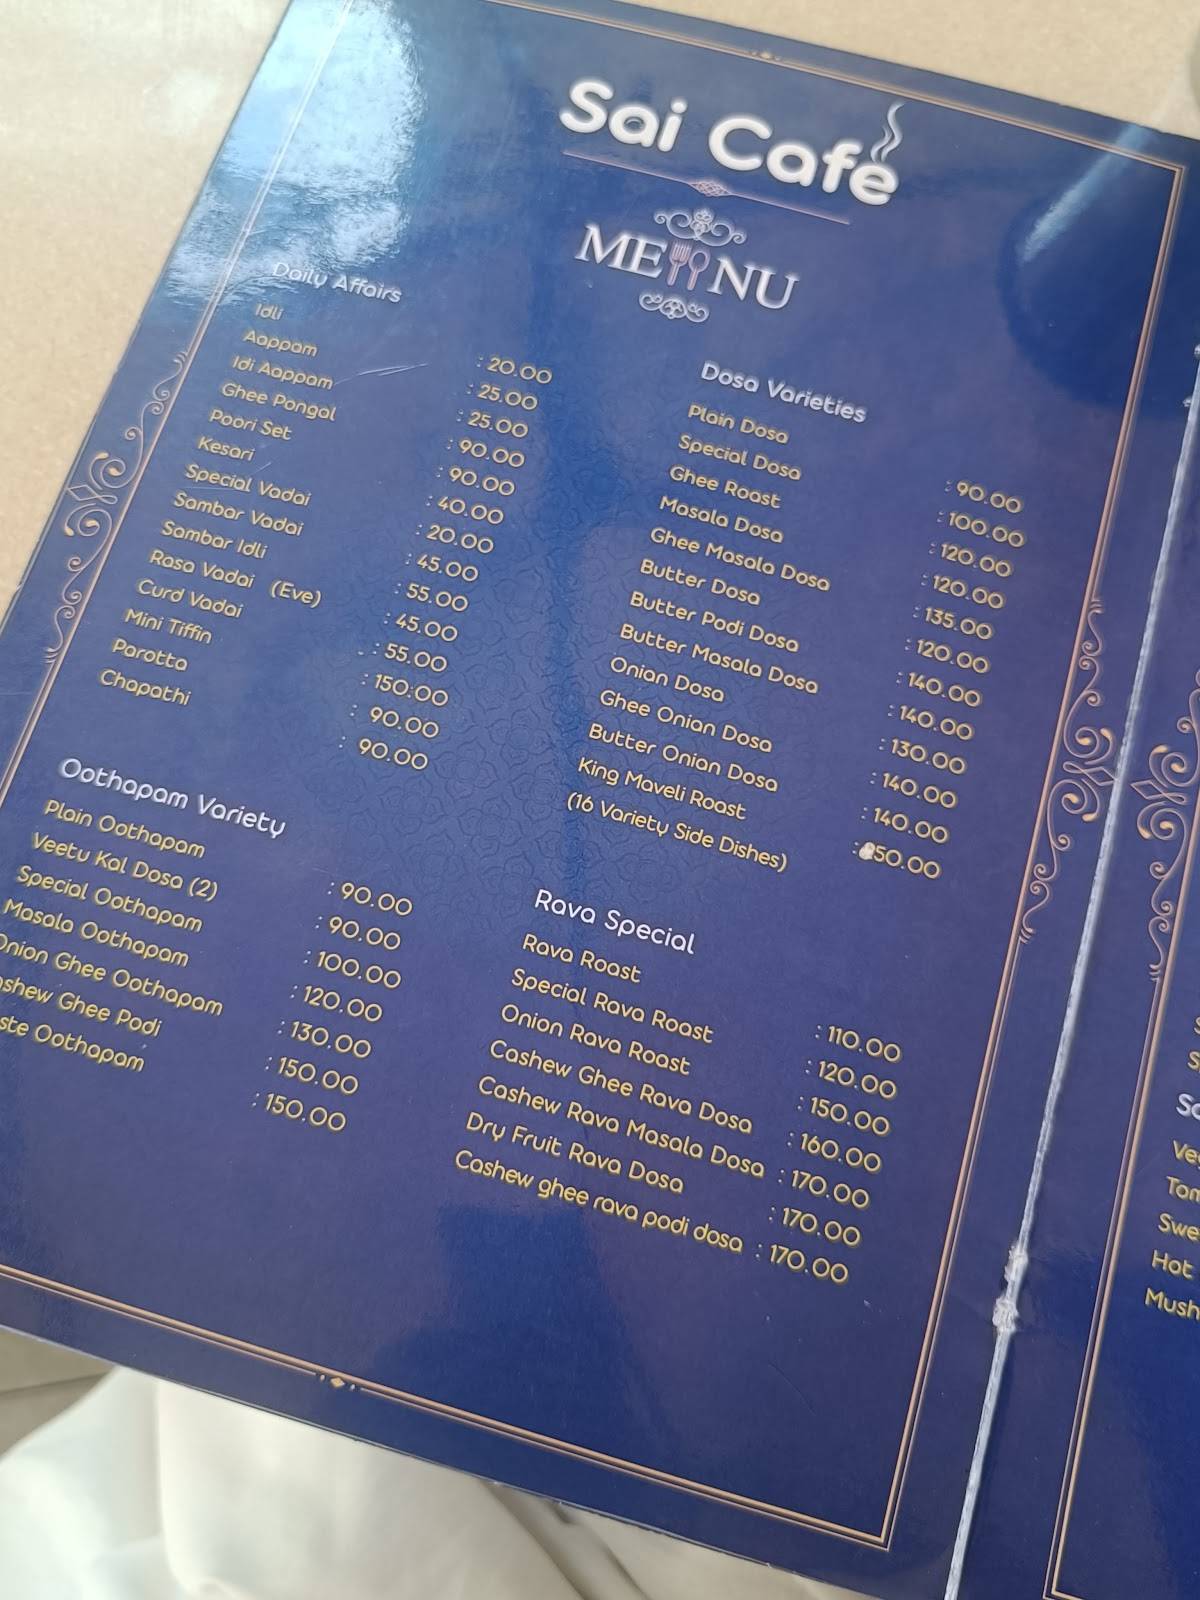 Sai Cafe
MENU
Daily Affairs
Idli : 20.00
Aappam : 25.00
Idi Aappam : 25.00
Ghee Pongal : 90.00
Poori Set : 90.00
Kesari : 40.00
Special Vadai : 20.00
Sambar Vadai : 45.00
Sambar Idli : 55.00
Rasa Vadai (Eve) : 45.00
Curd Vadai : 55.00
Mini Tiffin : 150:00
Parotta : 90.00
Chapathi : 90.00
Oothapam Variety
Plain Oothapam : 90.00
Veetu Kal Dosa (2) : 90.00
Special Oothapam : 100.00
Masala Oothapam : 120.00
Onion Ghee Oothapam : 130.00
ashew Ghee Podi : 150.00
ste Oothapam : 150.00
Dosa Varieties
Plain Dosa : 90.00
Special Dosa : 100.00
Ghee Roast : 120.00
Masala Dosa : 120.00
Ghee Masala Dosa : 135.00
Butter Dosa : 120.00
Butter Podi Dosa : 140.00
Butter Masala Dosa : 140.00
Onian Dosa : 130.00
Ghee Onian Dosa : 140.00
Butter Onian Dosa : 140.00
King Maveli Roast
(16 Variety Side Dishes)
Rava Special
Rava Roast : 110.00
Special Rava Roast : 120.00
Onion Rava Roast : 150.00
Cashew Ghee Rava Dosa : 160.00
Cashew Rava Masala Dosa : 170.00
Dry Fruit Rava Dosa : 170.00
Cashew ghee rava podi dosa : 170.00
Swe
Hot
Mush